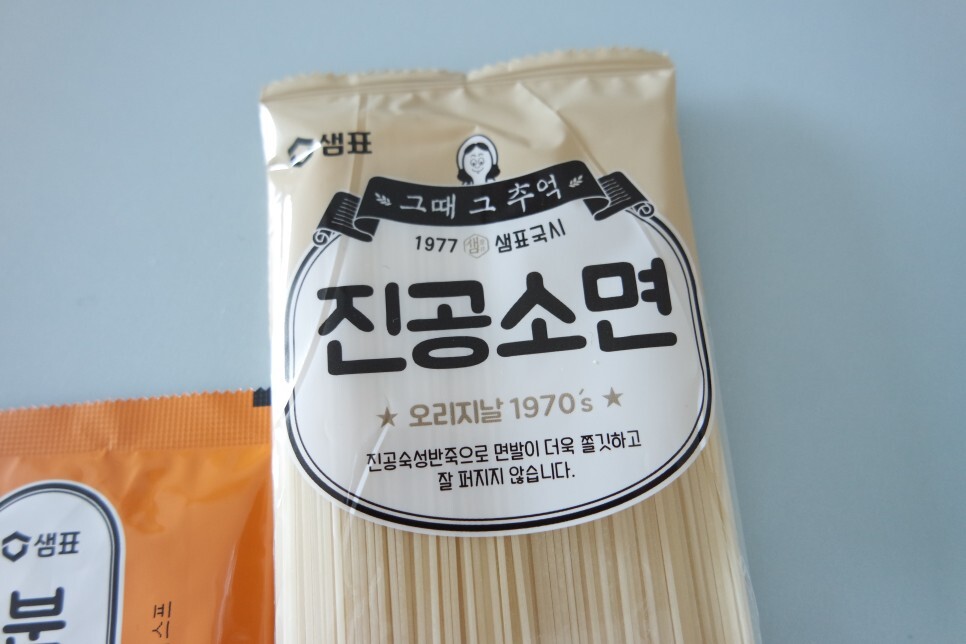 샘표
그때 그 추억
1977 샘표국시
진공소면
★ 오리지날 1970's ★
진공숙성반죽으로 면발이 더욱 쫄깃하고
잘 퍼지지 않습니다.
샘표
스프